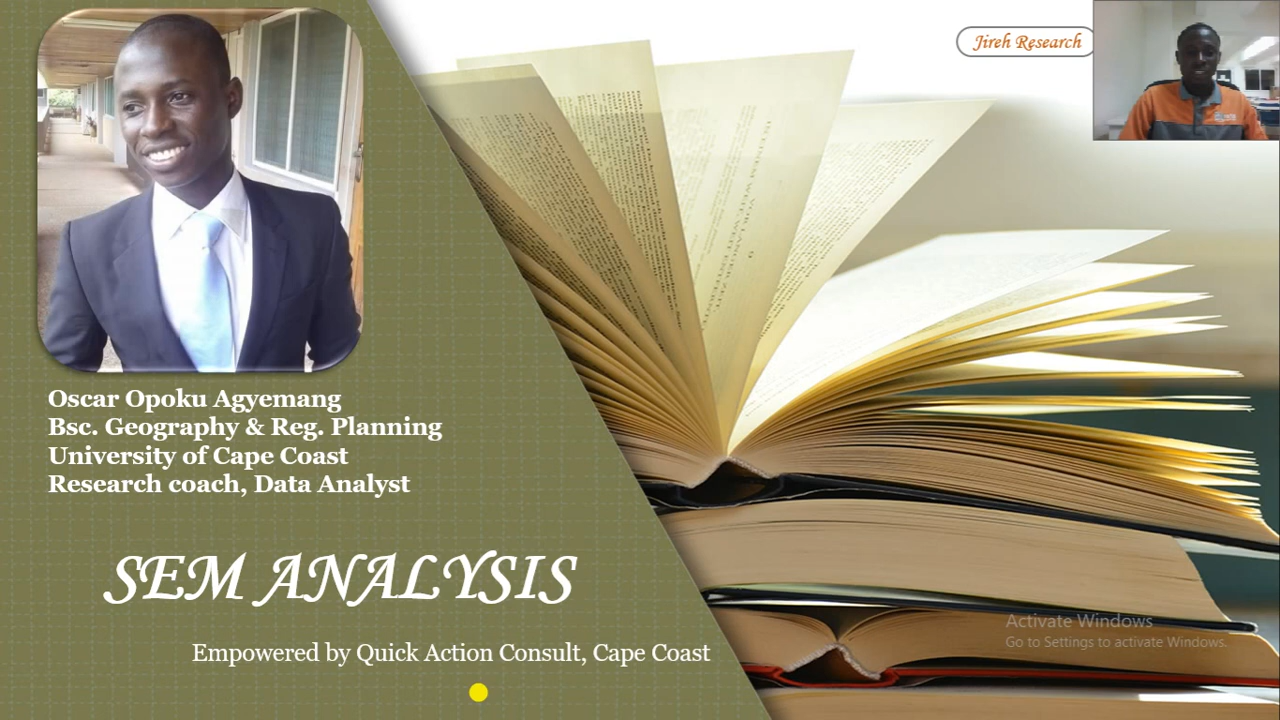 Jireh Research
Oscar Opoku Agyemang
Bsc. Geography & Reg. Planning
University of Cape Coast
Research coach, Data Analyst
SEM ANALYSIS
Empowered by Quick Action Consult, Cape Coast
Activate Windows
Go to Settings to activate Windows.